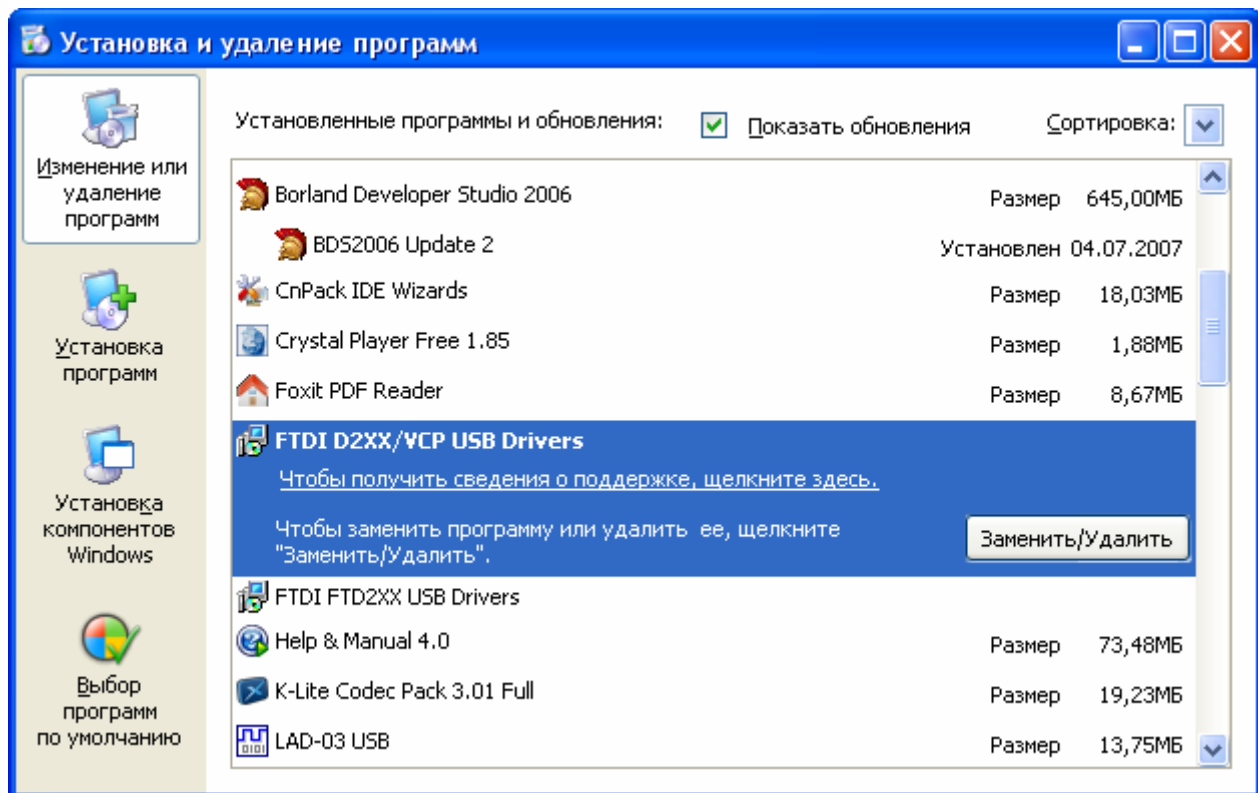 Установка и удаление программ
Изменение или
удаление
программ
Установка
программ
Установка
компонентов
Windows
Выбор
программ
по умолчанию
Установленные программы и обновления: Показать обновления Сортировка:
Borland Developer Studio 2006 Размер 645,00МБ
BDS2006 Update 2 Установлен 04.07.2007
CnPack IDE Wizards Размер 18,03МБ
Crystal Player Free 1.85 Размер 1,88МБ
Foxit PDF Reader Размер 8,67МБ
FTDI D2XX/VCP USB Drivers
Чтобы получить сведения о поддержке, щелкните здесь.
Чтобы заменить программу или удалить ее, щелкните
"Заменить/Удалить".
Заменить/Удалить
FTDI FTD2XX USB Drivers
Help & Manual 4.0 Размер 73,48МБ
K-Lite Codec Pack 3.01 Full Размер 19,23МБ
LAD-03 USB Размер 13,75МБ